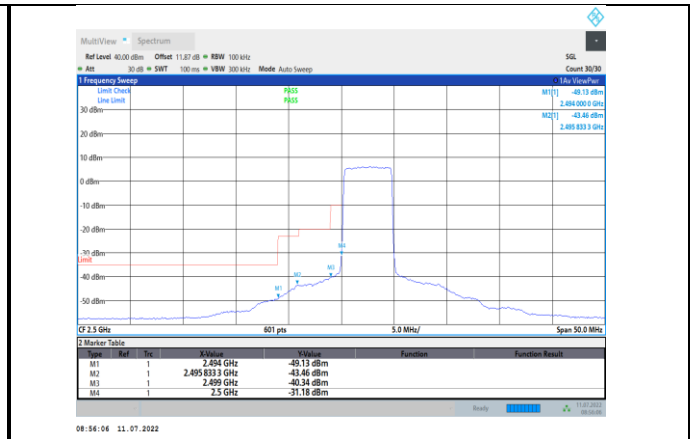 MultiView Spectrum
Ref Level 40.00 dBm Offset 11.87 dB RBW 100 kHz SGL
Att 30 dB SWT 100 ms VBW 300 kHz Mode Auto Sweep Count 30/30
1 Frequency Sweep 1Av ViewPwr
Limit Check PASS M1[1] -49.13 dBm
Line Limit PASS 2.494 000 0 GHz
M2[1] -43.46 dBm
2.495 833 3 GHz
30 dBm
20 dBm
10 dBm
0 dBm
-10 dBm
-20 dBm
M4
-30 dBm
Limit
M3
-40 dBm
M2
M1
-50 dBm
CF 2.5 GHz 601 pts 5.0 MHz/ Span 50.0 MHz
2 Marker Table
Type Ref Trc X-Value Y-Value Function Function Result
M1 1 2.494 GHz -49.13 dBm
M2 1 2.495 833 3 GHz -43.46 dBm
M3 1 2.499 GHz -40.34 dBm
M4 1 2.5 GHz -31.18 dBm
Ready 11.07.2022
08:56:06
08:56:06 11.07.2022